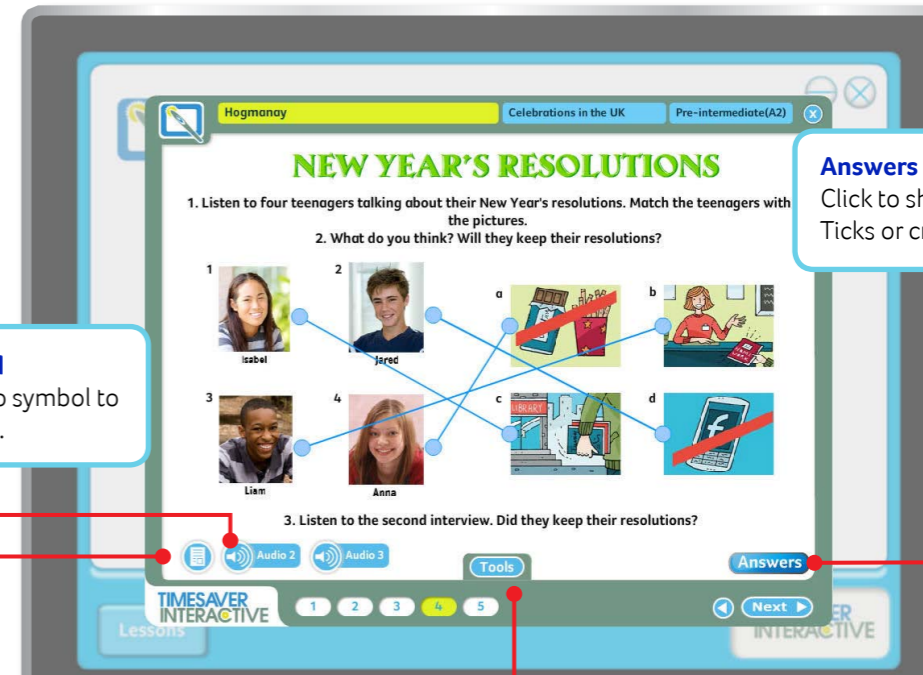 Hogmanay
Celebrations in the UK
Pre-intermediate(A2)
x
NEW YEAR'S RESOLUTIONS
1. Listen to four teenagers talking about their New Year's resolutions. Match the teenagers with
the pictures.
2. What do you think? Will they keep their resolutions?
1
Isabel
2
Jared
a
b
3
Liam
4
Anna
c
LIBRARY
d
f
3. Listen to the second interview. Did they keep their resolutions?
Audio 2
Audio 3
Tools
Answers
TIMESAVER
INTERACTIVE
1 2 3 4 5
Next
Answers
Click to sh
Ticks or cr
symbol to
Lessons
INTERACTIVE